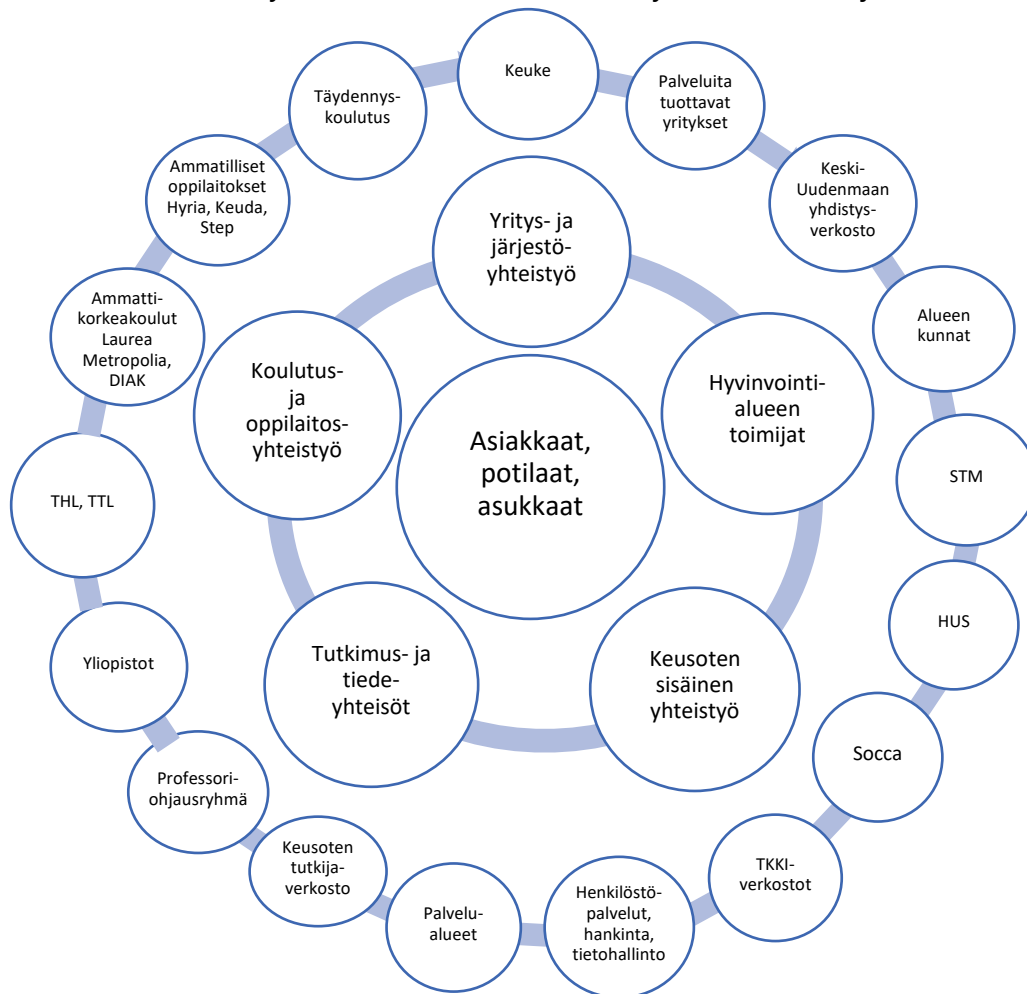 Keuke
Palveluita
tuottavat
yritykset
Keski-
Uudenmaan
yhdistys-
verkosto
Alueen
kunnat
STM
HUS
Socca
TKKI-
verkostot
Henkilöstö-
palvelut,
hankinta,
tietohallinto
Palvelu-
alueet
Keusoten
tutkija-
verkosto
Professori-
ohjausryhmä
Yliopistot
THL, TTL
Ammatti-
korkeakoulut
Laurea
Metropolia,
DIAK
Ammatilliset
oppilaitokset
Hyria, Keuda,
Step
Täydennys-
koulutus
Yritys- ja
järjestö-
yhteistyö
Hyvinvointi-
alueen
toimijat
Keusoten
sisäinen
yhteistyö
Tutkimus- ja
tiede-
yhteisöt
Koulutus-
ja
oppilaitos-
yhteistyö
Asiakkaat,
potilaat,
asukkaat